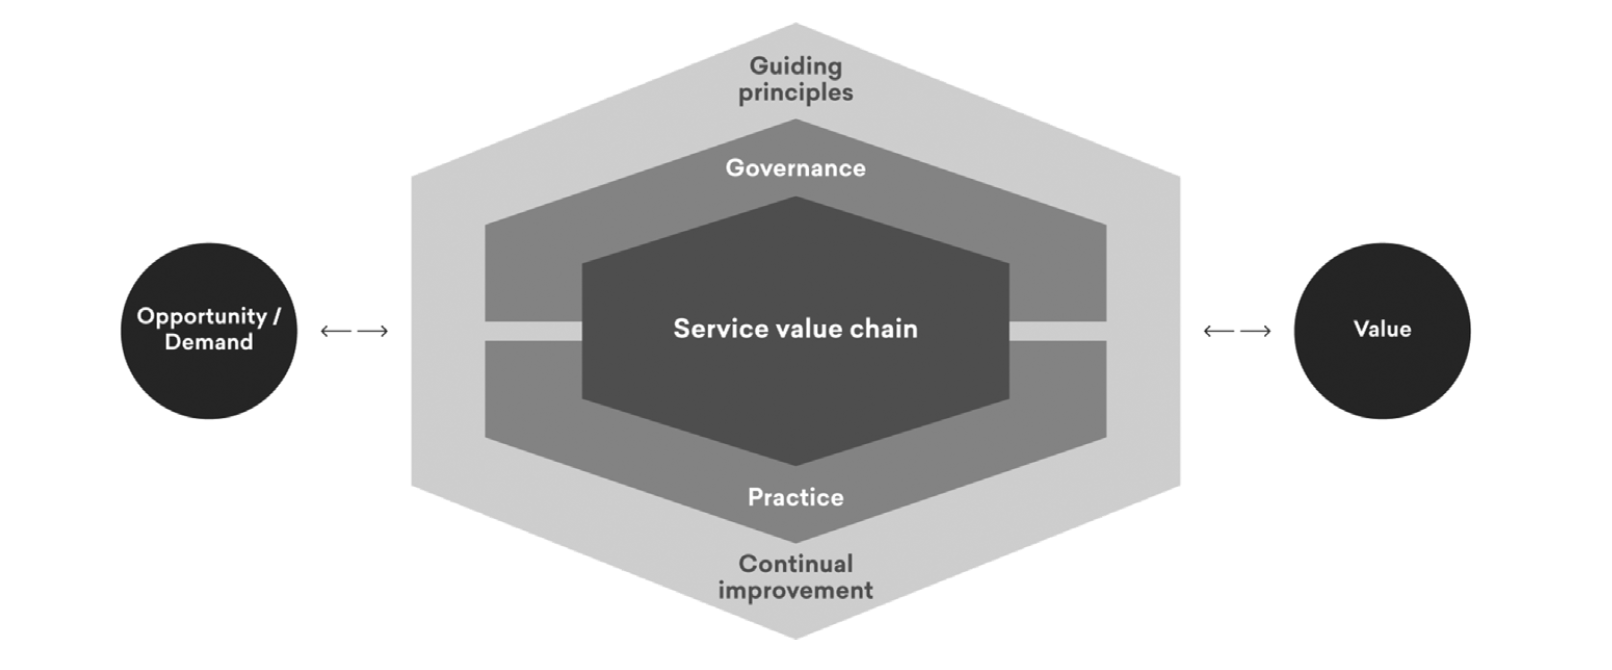 Guiding
principles
Governance
Opportunity /
Demand
Service value chain
Value
Practice
Continual
improvement